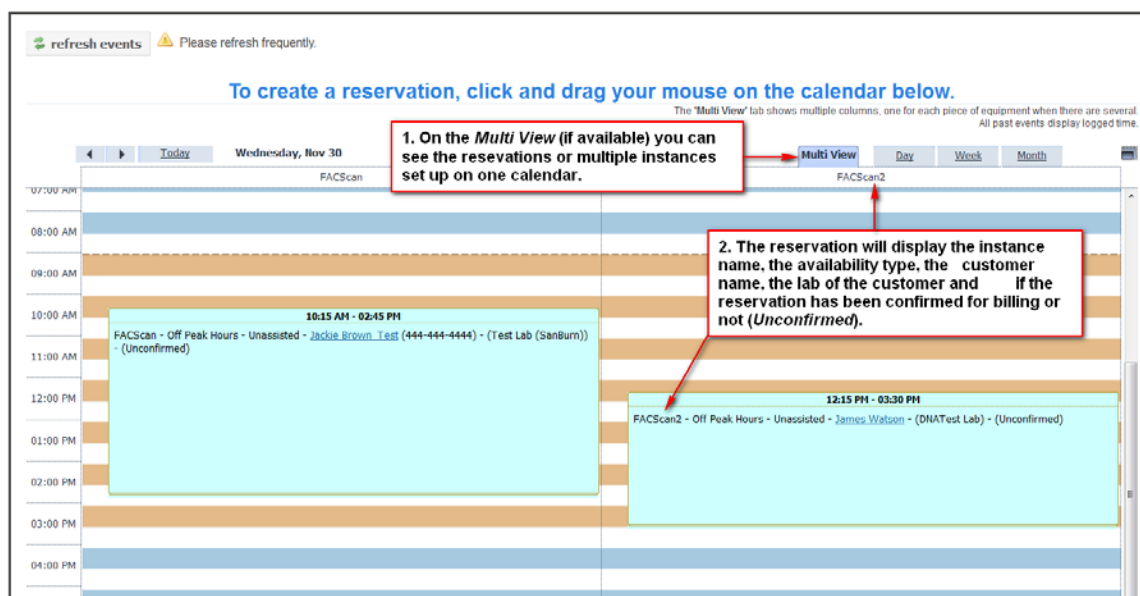 refresh events
Please refresh frequently.
To create a reservation, click and drag your mouse on the calendar below.
The "Multi View" tab shows multiple columns, one for each piece of equipment when there are several.
All past events display logged time.
1. On the Multi View (if available) you can
see the resevations or multiple instances
set up on one calendar.
Today
Wednesday, Nov 30
Multi View
Day
Week
Month
FACScan
FACScan2
07:00 AM
08:00 AM
2. The reservation will display the instance
name, the availability type, the customer
name, the lab of the customer and If the
reservation has been confirmed for billing or
not (Unconfirmed).
09:00 AM
10:00 AM
10:15 AM - 02:45 PM
FACScan - Off Peak Hours - Unassisted - Jackie Brown_Test (444-444-4444) - (Test Lab (SanBurn))
- (Unconfirmed)
11:00 AM
12:00 PM
12:15 PM - 03:30 PM
FACScan2 - Off Peak Hours - Unassisted - James Watson - (DNATest Lab) - (Unconfirmed)
01:00 PM
02:00 PM
03:00 PM
04:00 PM